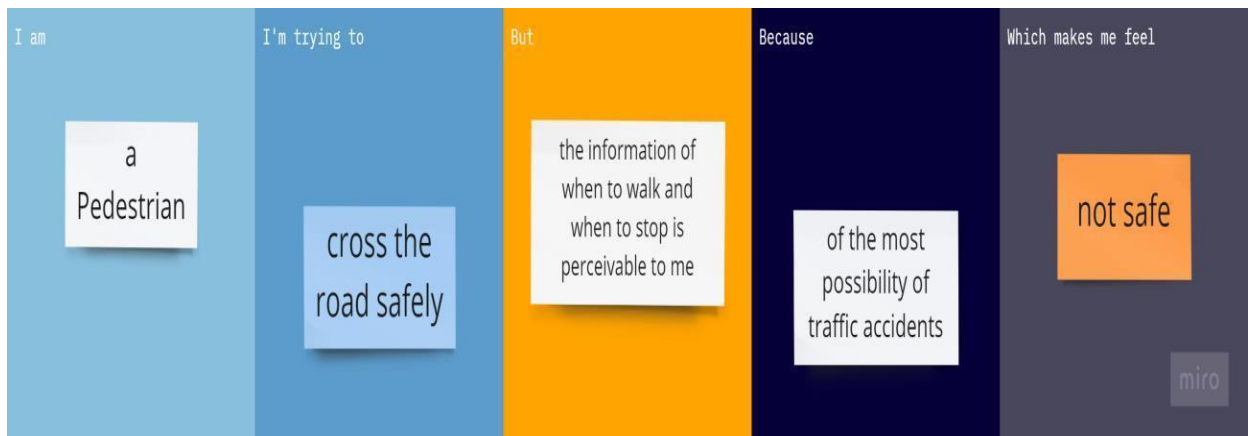 I am
a
Pedestrian
I'm trying to
cross the
road safely
But
the information of
when to walk and
when to stop is
perceivable to me
Because
of the most
possibility of
traffic accidents
Which makes me feel
not safe
miro